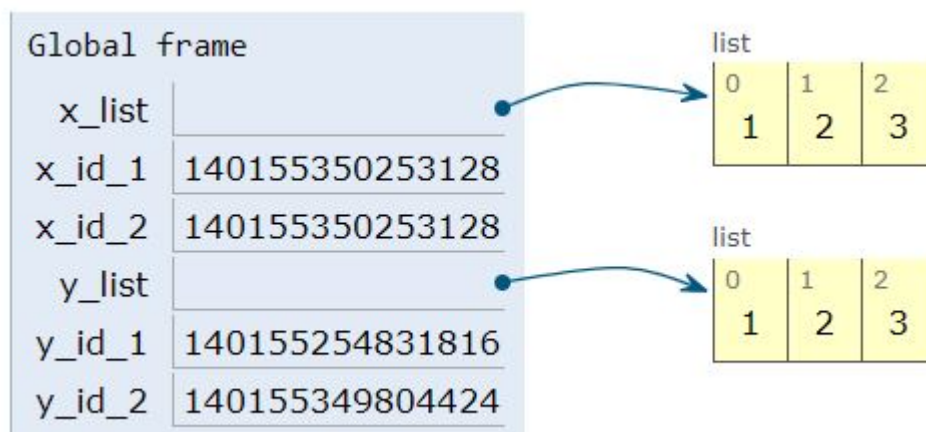 Global frame
x_list
x_id_1 140155350253128
x_id_2 140155350253128
y_list
y_id_1 140155254831816
y_id_2 140155349804424
list
0 1 2
1 2 3
list
0 1 2
1 2 3